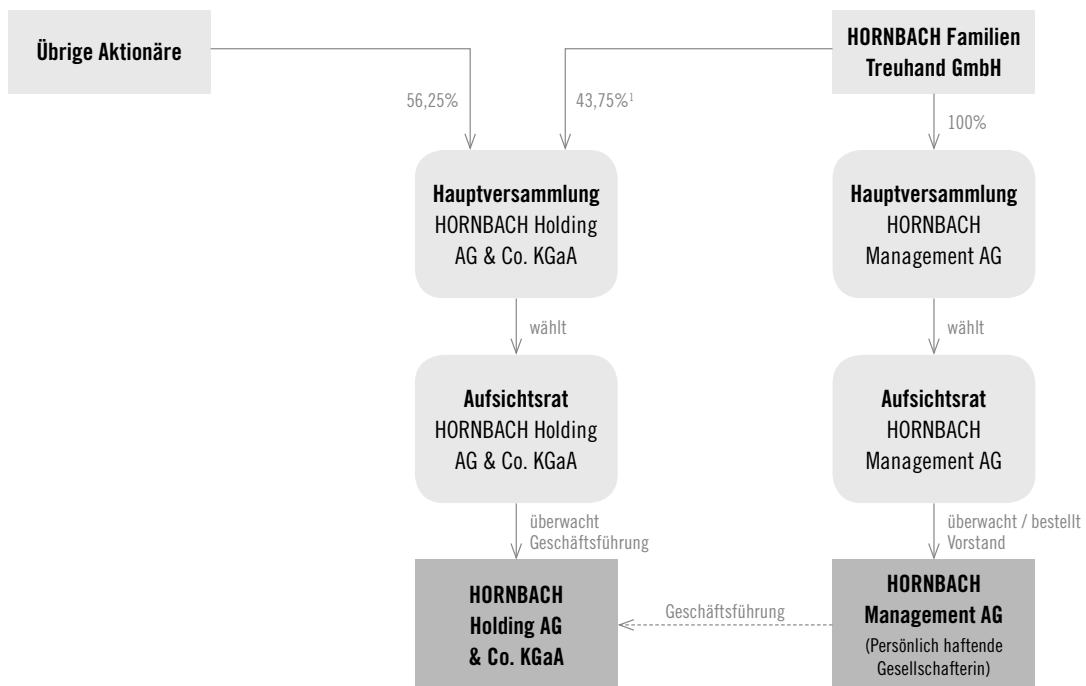 Übrige Aktionäre
HORNBACH Familien
Treuhand GmbH
56,25%
43,75%¹
100%
Hauptversammlung
HORNBACH Holding
AG & Co. KGaA
Hauptversammlung
HORNBACH
Management AG
wählt
wählt
Aufsichtsrat
HORNBACH Holding
AG & Co. KGaA
Aufsichtsrat
HORNBACH
Management AG
überwacht
Geschäftsführung
überwacht / bestellt
Vorstand
HORNBACH
Holding AG
& Co. KGaA
Geschäftsführung
HORNBACH
Management AG
(Persönlich haftende
Gesellschafterin)